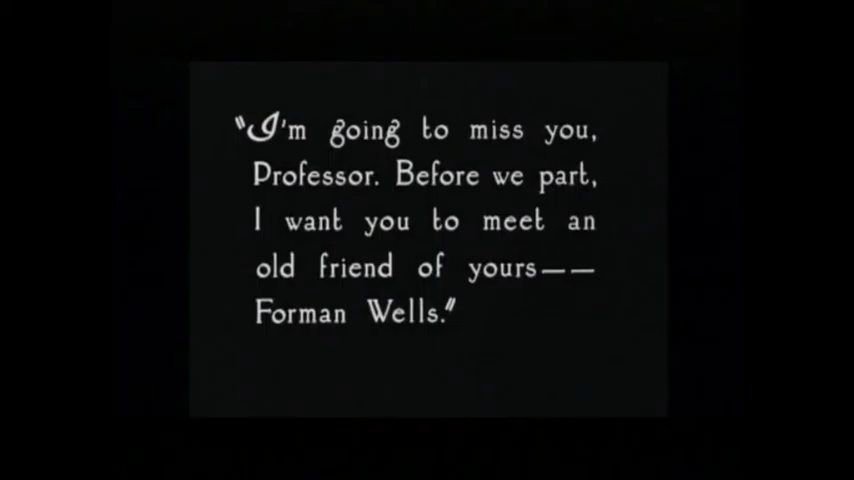 "I'm going to miss you,
Professor. Before we part,
I want you to meet an
old friend of yours——
Forman Wells."